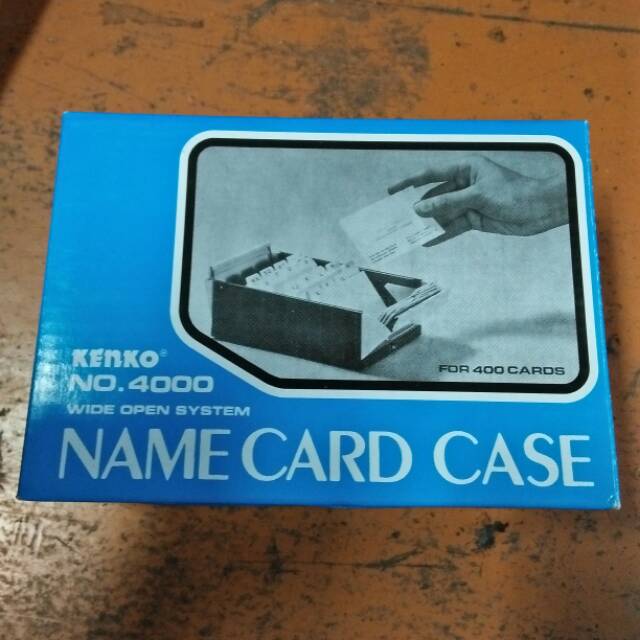 FOR 400 CARDS
KENKO®
NO.4000
WIDE OPEN SYSTEM
NAME CARD CASE